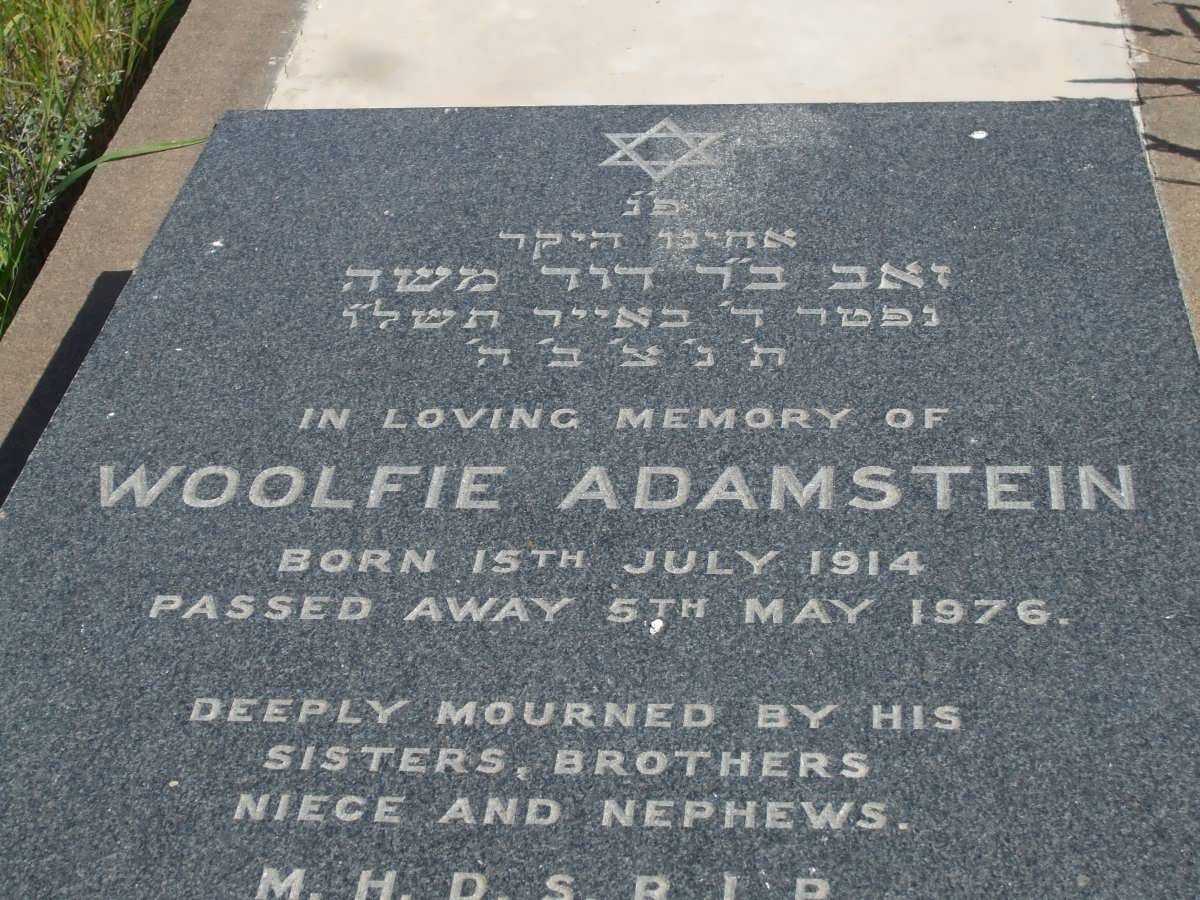 פ׳נ
אחינו היקר
זאב ב״ר דוד משה
נפטר ד׳ באייר תשל״ו
ת׳ נ׳ צ׳ ב׳ ה׳
IN LOVING MEMORY OF
WOOLFIE ADAMSTEIN
BORN 15TH JULY 1914
PASSED AWAY 5TH MAY 1976.
DEEPLY MOURNED BY HIS
SISTERS, BROTHERS
NIECE AND NEPHEWS.
M.H.D.S.R.I.P.